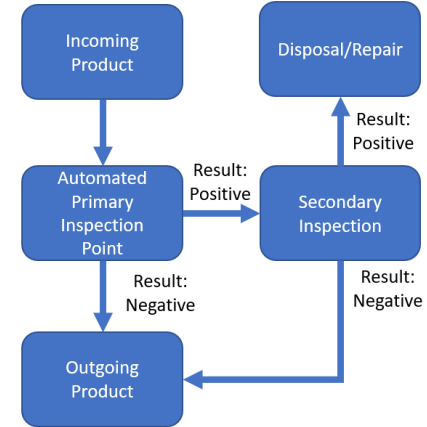 Incoming
Product
Disposal/Repair
Result:
Positive
Automated
Primary
Inspection
Point
Result:
Positive
Secondary
Inspection
Result:
Negative
Result:
Negative
Outgoing
Product